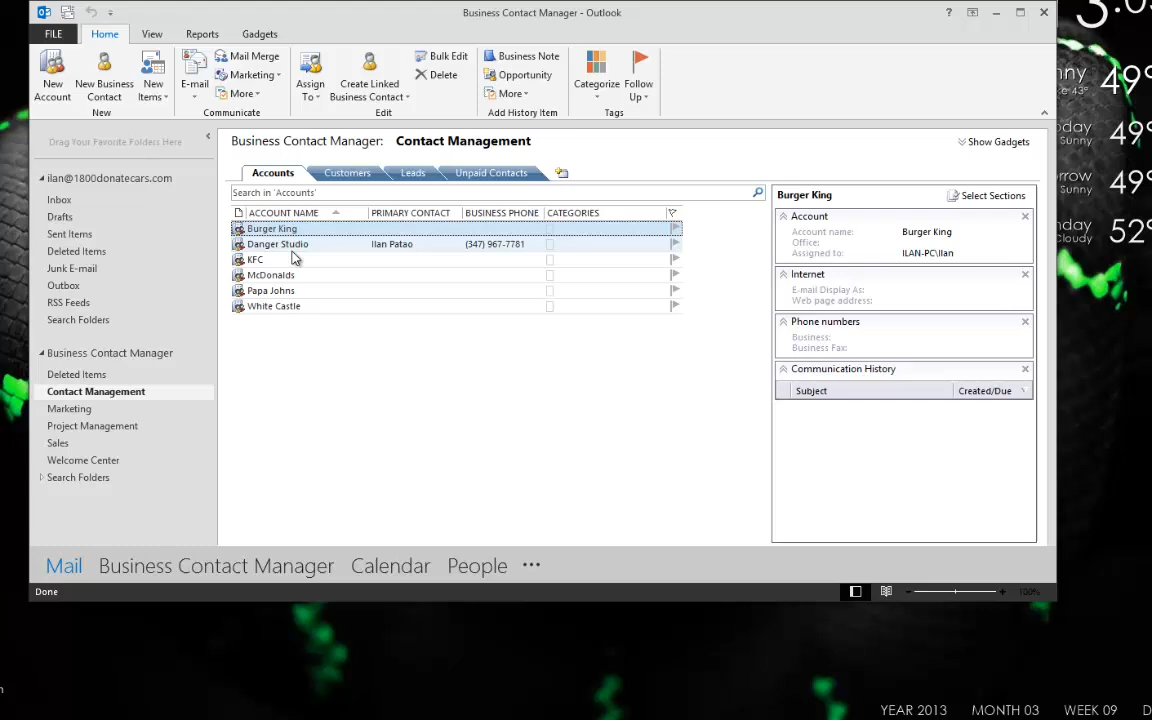 Business Contact Manager - Outlook
FILE
Home
View
Reports
Gadgets
New Account
New Business Contact
New Items
New
E-mail
Mail Merge
Marketing
More
Communicate
Assign To
Create Linked Business Contact
Bulk Edit
Delete
Edit
Business Note
Opportunity
More
Add History Item
Categorize
Follow Up
Tags
Drag Your Favorite Folders Here
ilan@1800donatecars.com
Inbox
Drafts
Sent Items
Deleted Items
Junk E-mail
Outbox
RSS Feeds
Search Folders
Business Contact Manager
Deleted Items
Contact Management
Marketing
Project Management
Sales
Welcome Center
Search Folders
Business Contact Manager: Contact Management
Show Gadgets
Accounts
Customers
Leads
Unpaid Contacts
Search in 'Accounts'
ACCOUNT NAME PRIMARY CONTACT BUSINESS PHONE CATEGORIES
Burger King
Danger Studio Ilan Patao (347) 967-7781
KFC
McDonalds
Papa Johns
White Castle
Burger King
Select Sections
Account
Account name: Burger King
Office:
Assigned to: ILAN-PC\Ilan
Internet
E-mail Display As:
Web page address:
Phone numbers
Business:
Business Fax:
Communication History
Subject Created/Due
Mail Business Contact Manager Calendar People ...
Done
100%
49°
43°
49°
Sunny
49°
Sunny
52°
Cloudy
YEAR 2013 MONTH 03 WEEK 09